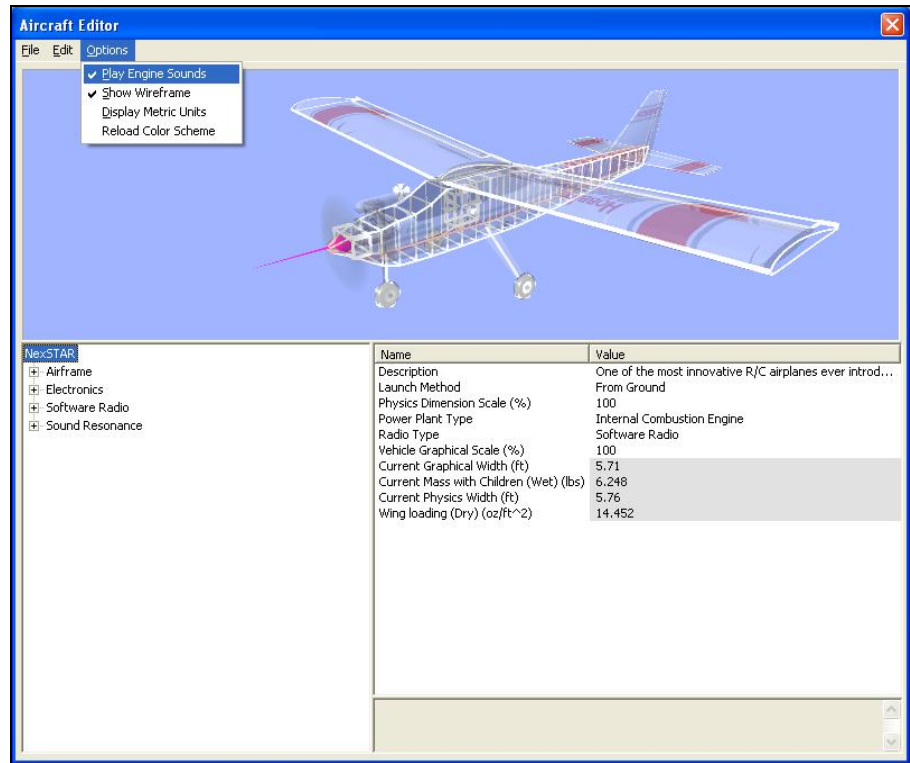 Aircraft Editor
File Edit Options
Play Engine Sounds
Show Wireframe
Display Metric Units
Reload Color Scheme
NexSTAR
Airframe
Electronics
Software Radio
Sound Resonance
Name Value
Description One of the most innovative R/C airplanes ever introd...
Launch Method From Ground
Physics Dimension Scale (%) 100
Power Plant Type Internal Combustion Engine
Radio Type Software Radio
Vehicle Graphical Scale (%) 100
Current Graphical Width (ft) 5.71
Current Mass with Children (Wet) (lbs) 6.248
Current Physics Width (ft) 5.76
Wing loading (Dry) (oz/ft^2) 14.452